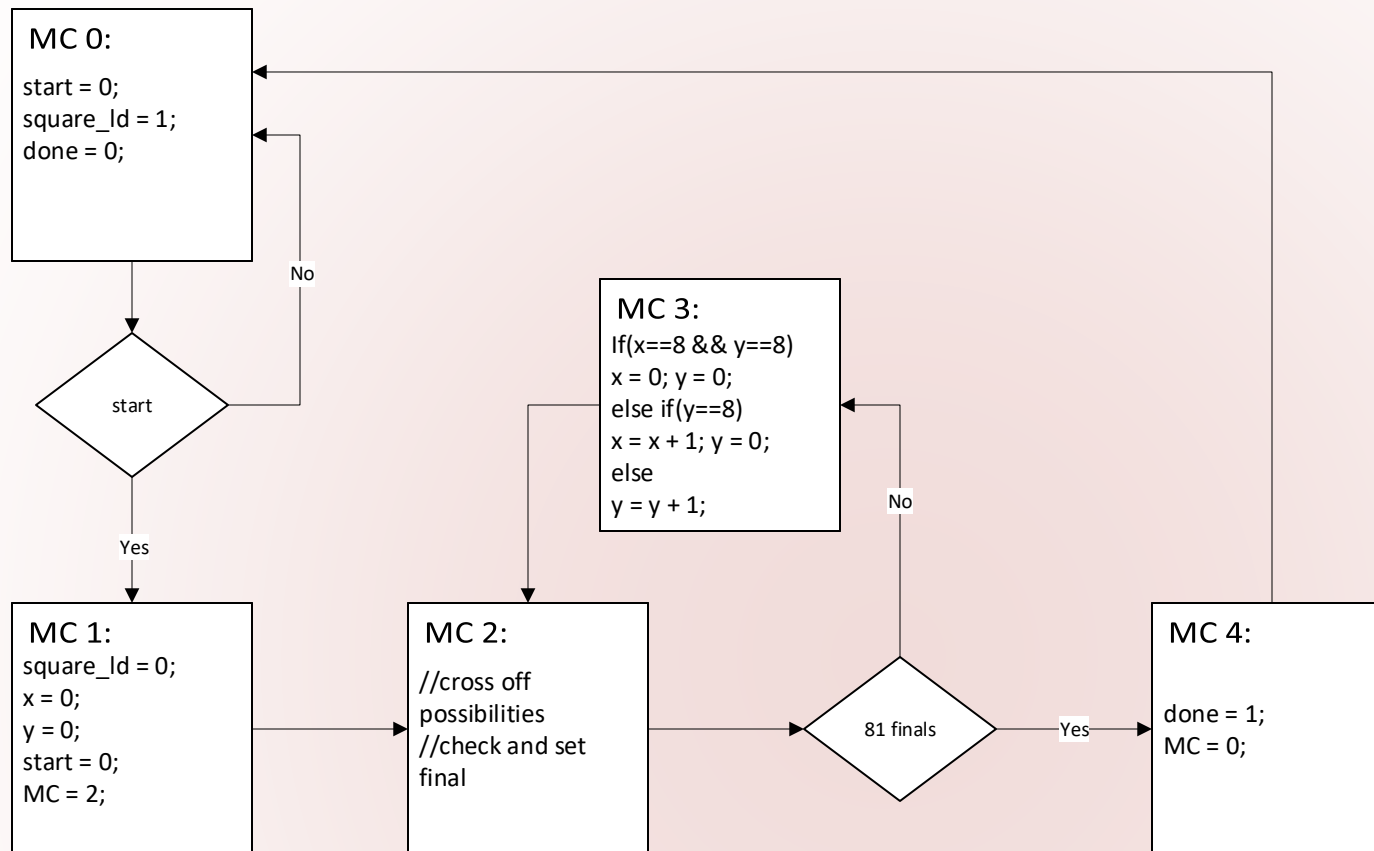 MC 0:
start = 0;
square_ld = 1;
done = 0;
No
start
Yes
MC 3:
If(x==8 && y==8)
x = 0; y = 0;
else if(y==8)
x = x + 1; y = 0;
else
y = y + 1;
No
MC 1:
square_ld = 0;
x = 0;
y = 0;
start = 0;
MC = 2;
MC 2:
//cross off
possibilities
//check and set
final
81 finals
Yes
MC 4:
done = 1;
MC = 0;